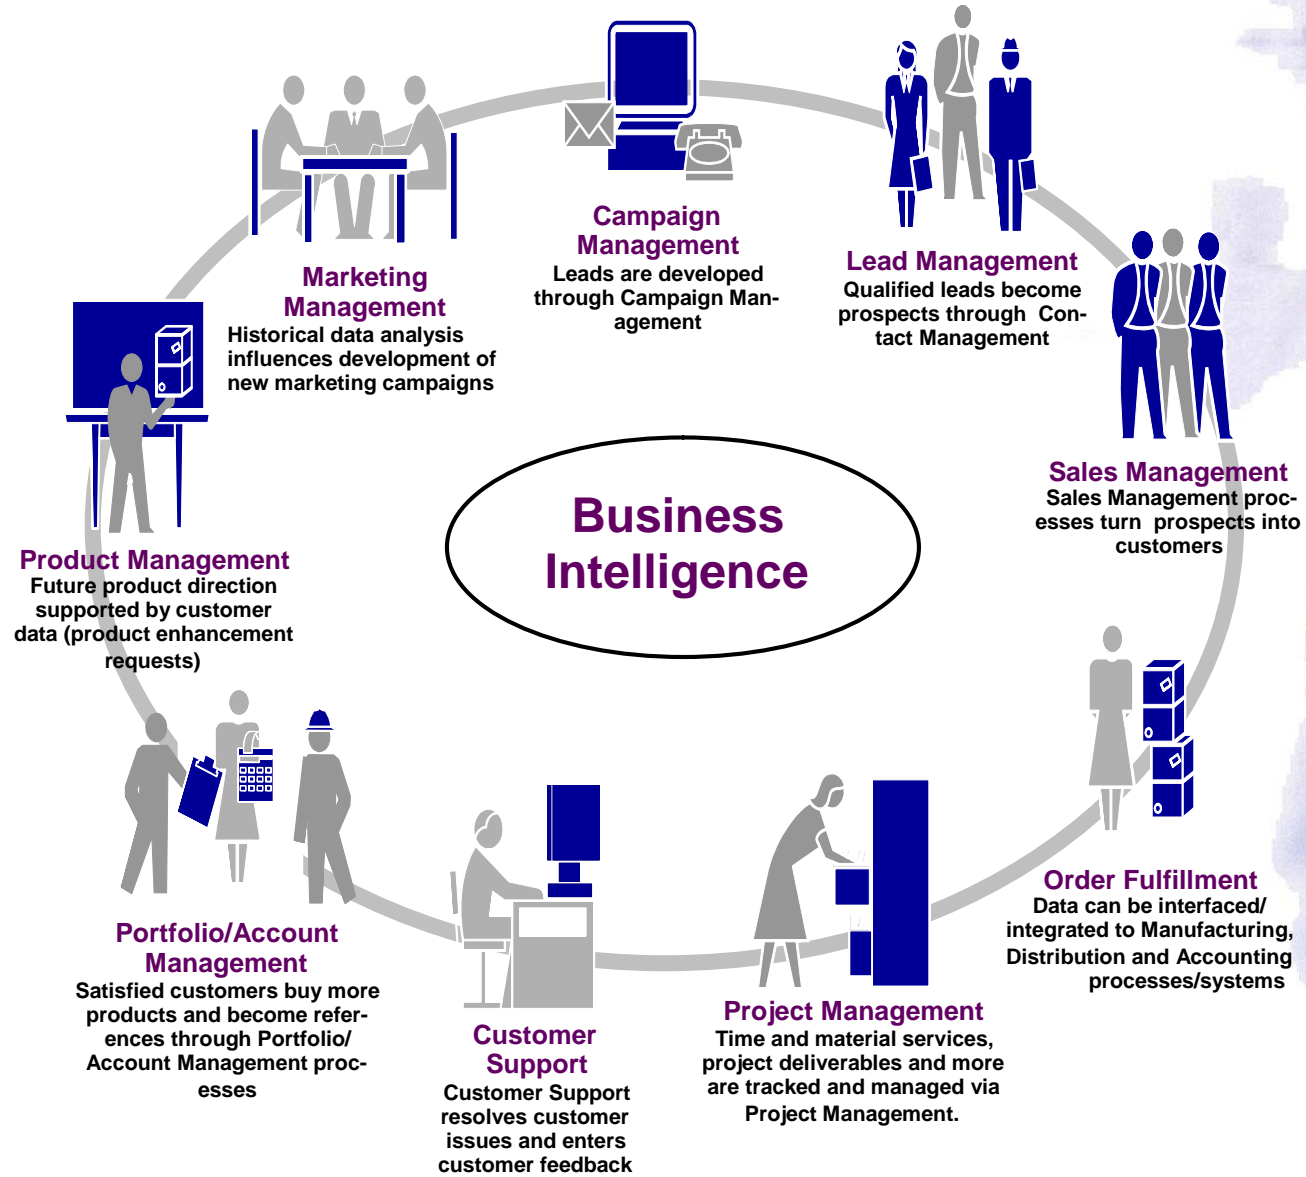 Campaign
Management
Leads are developed
through Campaign Man-
agement
Lead Management
Qualified leads become
prospects through  Con-
tact Management
Sales Management
Sales Management proc-
esses turn  prospects into
customers
Order Fulfillment
Data can be interfaced/
integrated to Manufacturing,
Distribution and Accounting
processes/systems
Project Management
Time and material services,
project deliverables and more
are tracked and managed via
Project Management.
Customer
Support
Customer Support
resolves customer
issues and enters
customer feedback
Portfolio/Account
Management
Satisfied customers buy more
products and become refer-
ences through Portfolio/
Account Management proc-
esses
Product Management
Future product direction
supported by customer
data (product enhancement
requests)
Marketing
Management
Historical data analysis
influences development of
new marketing campaigns
Business
Intelligence